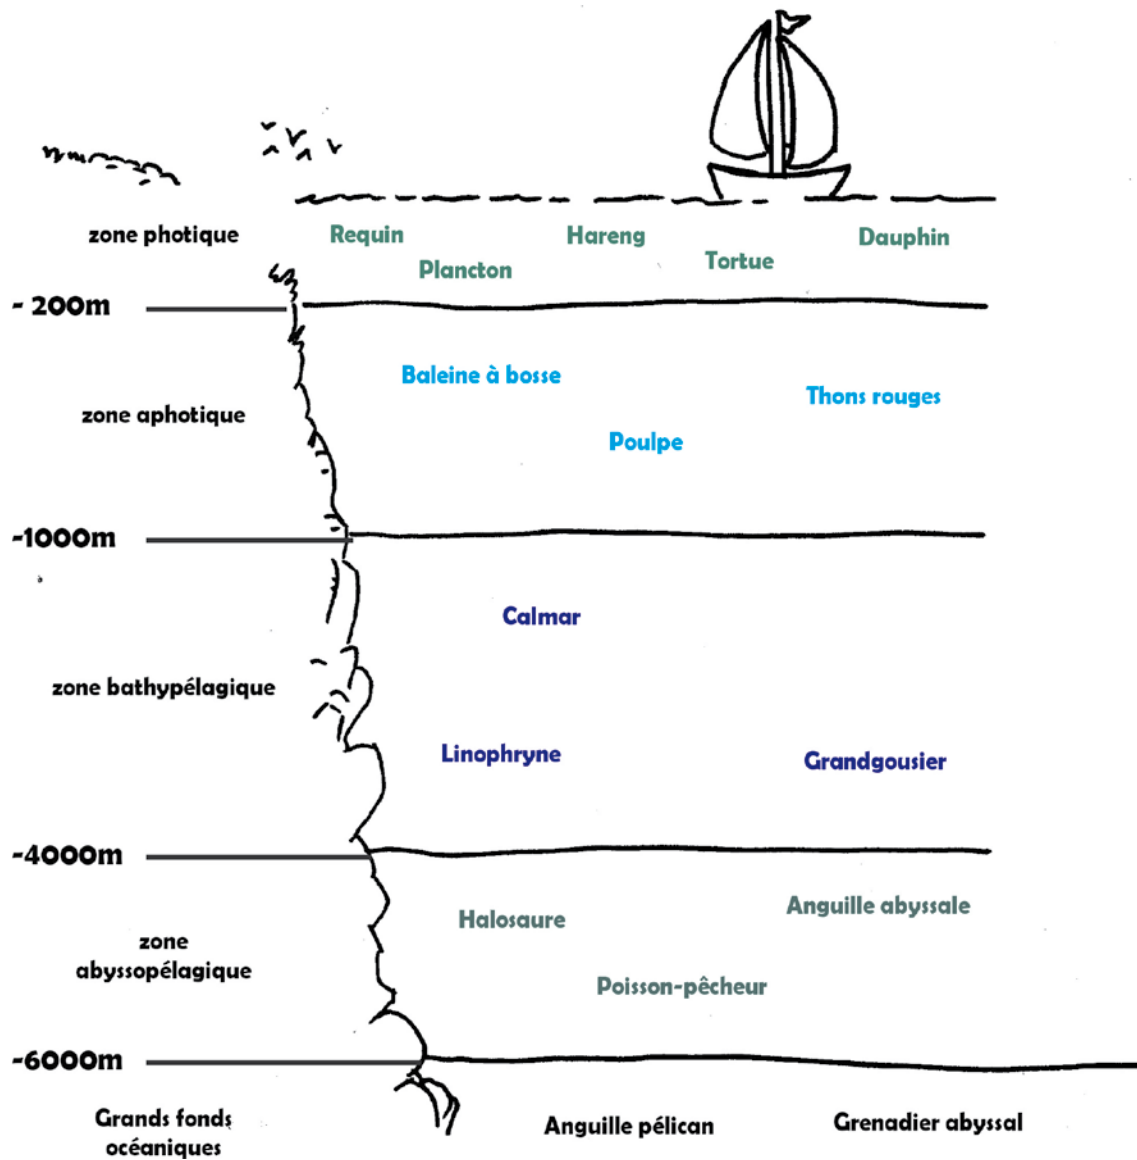 zone photique
Requin
Hareng
Dauphin
Plancton
Tortue
- 200m
Baleine à bosse
Thons rouges
zone aphotique
Poulpe
-1000m
Calmar
zone bathypélagique
Linophryne
Grandgousier
-4000m
Halosaure
Anguille abyssale
zone
abyssopélagique
Poisson-pêcheur
-6000m
Grands fonds
océaniques
Anguille pélican
Grenadier abyssal